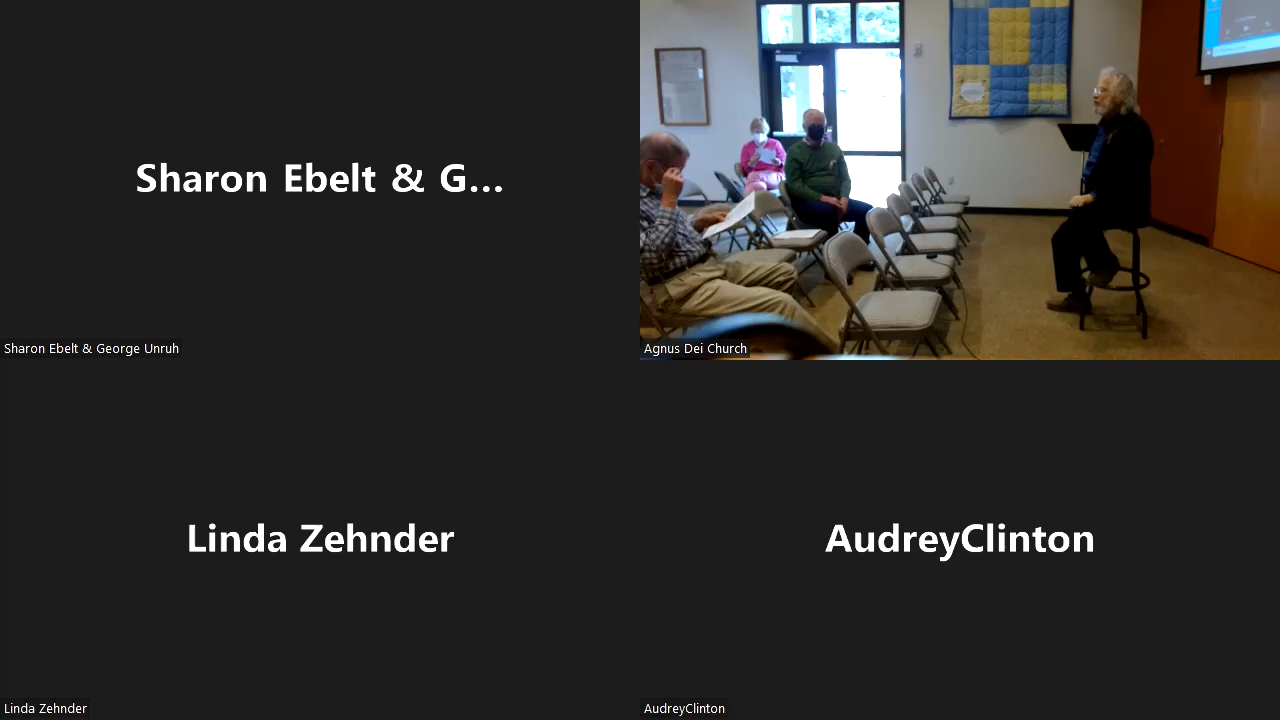 Sharon Ebelt & G...
Sharon Ebelt & George Unruh
Agnus Dei Church
Linda Zehnder
Linda Zehnder
AudreyClinton
AudreyClinton